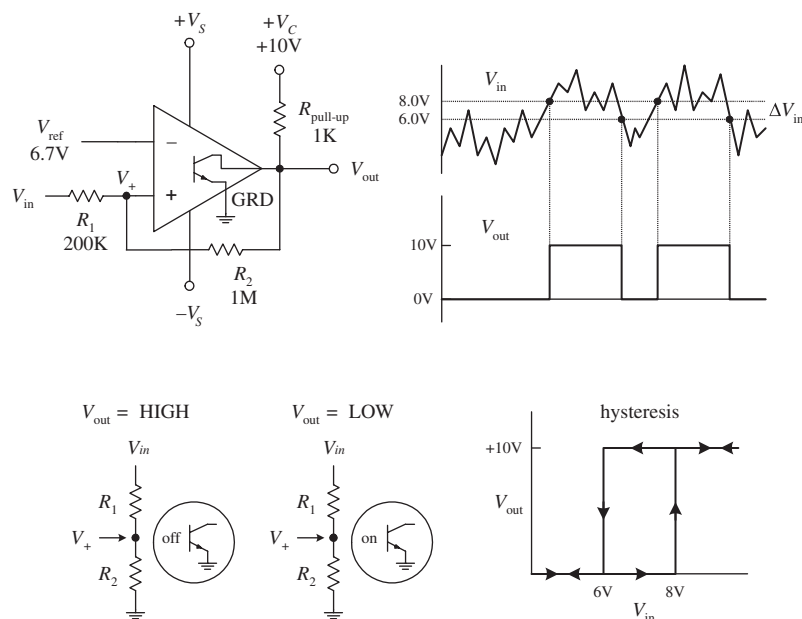 +V_S
+V_C
+10V
R_pull-up
1K
V_ref
6.7V
−
V_+
+
V_in
R_1
200K
GRD
V_out
R_2
1M
−V_S
V_in
8.0V
6.0V
ΔV_in
V_out
10V
0V
V_out = HIGH
V_in
R_1
V_+
off
R_2
V_out = LOW
V_in
R_1
V_+
on
R_2
hysteresis
+10V
V_out
6V
8V
V_in